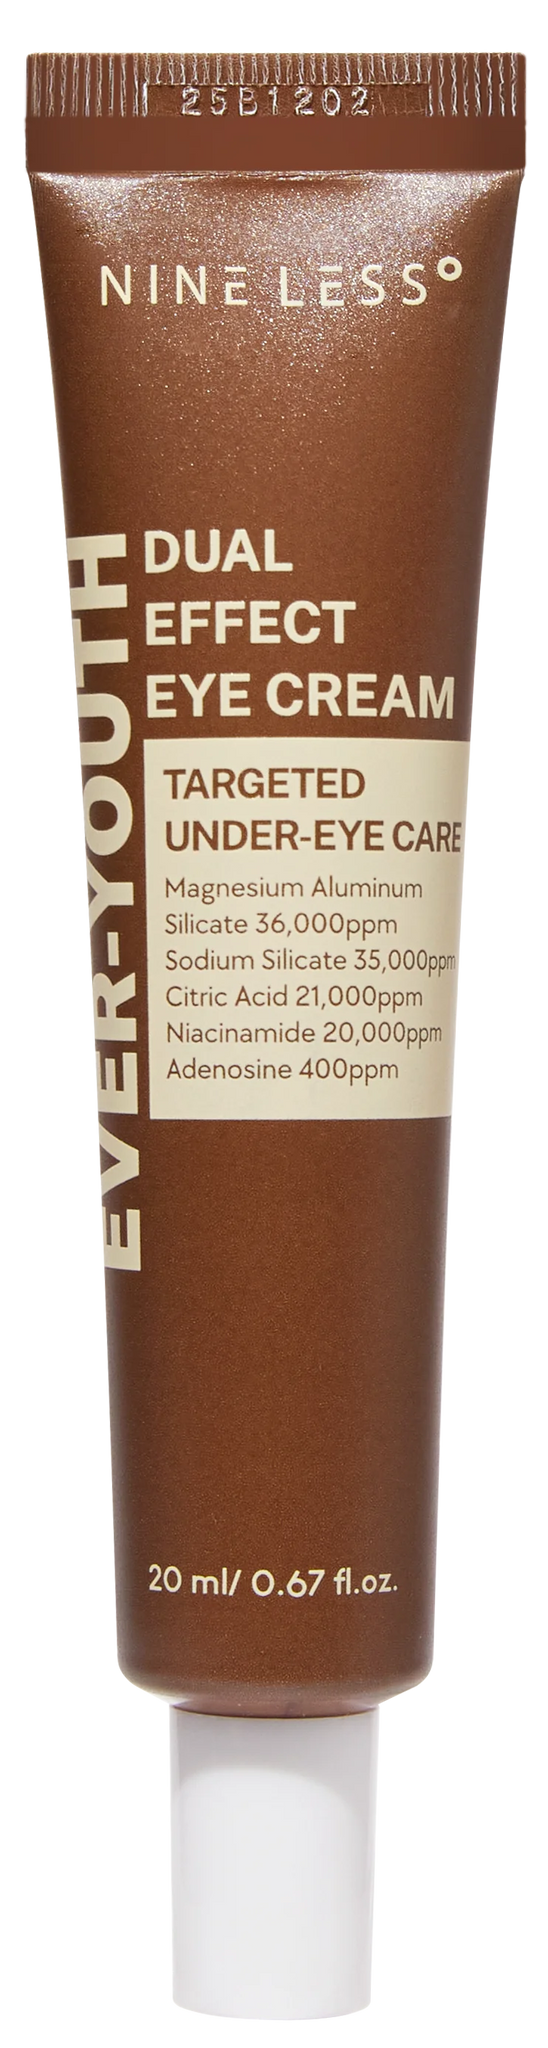 25B1202
NINE LESS°
EVER-YOUTH
DUAL
EFFECT
EYE CREAM
TARGETED
UNDER-EYE CARE
Magnesium Aluminum
Silicate 36,000ppm
Sodium Silicate 35,000ppm
Citric Acid 21,000ppm
Niacinamide 20,000ppm
Adenosine 400ppm
20 ml/ 0.67 fl.oz.